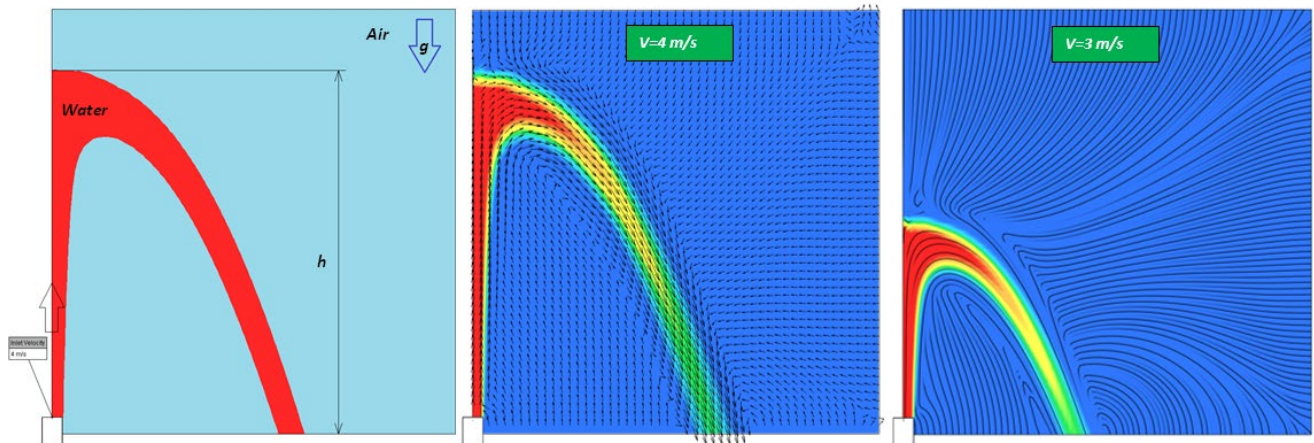 Air
g
Water
h
Inlet Velocity
4 m/s
V=4 m/s
V=3 m/s